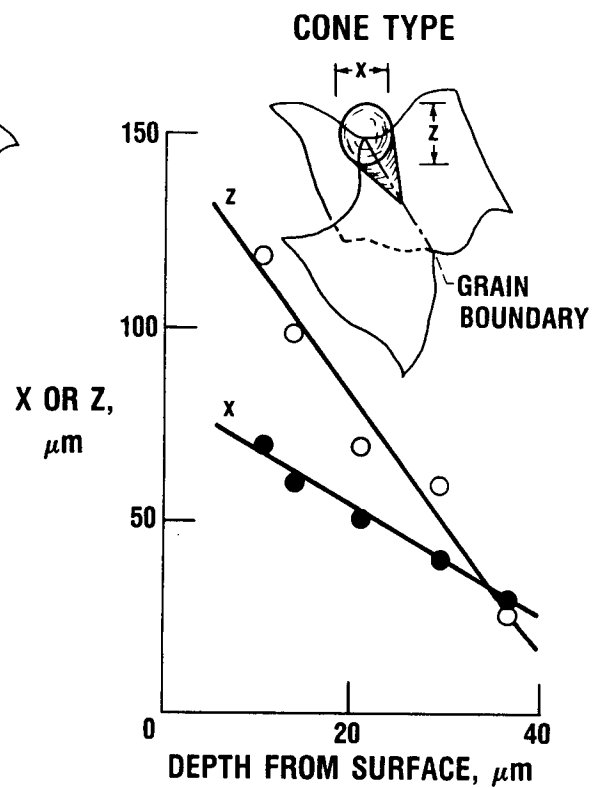 CONE TYPE
X
Z
150
Z
GRAIN
BOUNDARY
100
X OR Z,
μm
X
50
0
20
40
DEPTH FROM SURFACE, μm